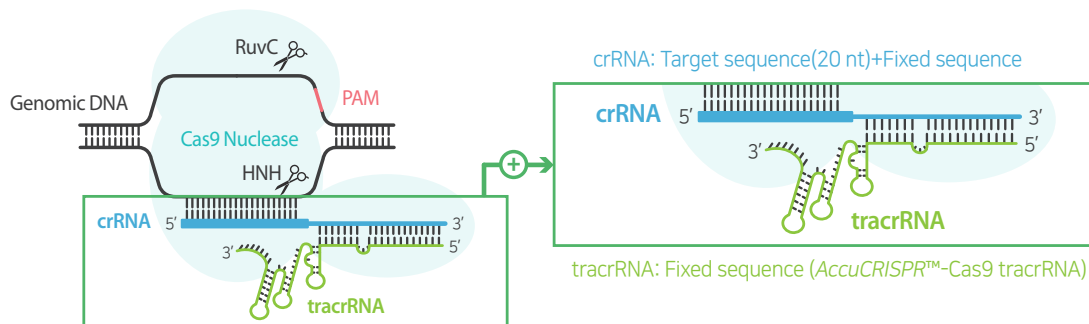 RuvC
Genomic DNA
PAM
Cas9 Nuclease
HNH
crRNA
5′
3′
3′
5′
tracrRNA
crRNA: Target sequence(20 nt)+Fixed sequence
crRNA
5′
3′
3′
5′
tracrRNA
tracrRNA: Fixed sequence (AccuCRISPR™-Cas9 tracrRNA)